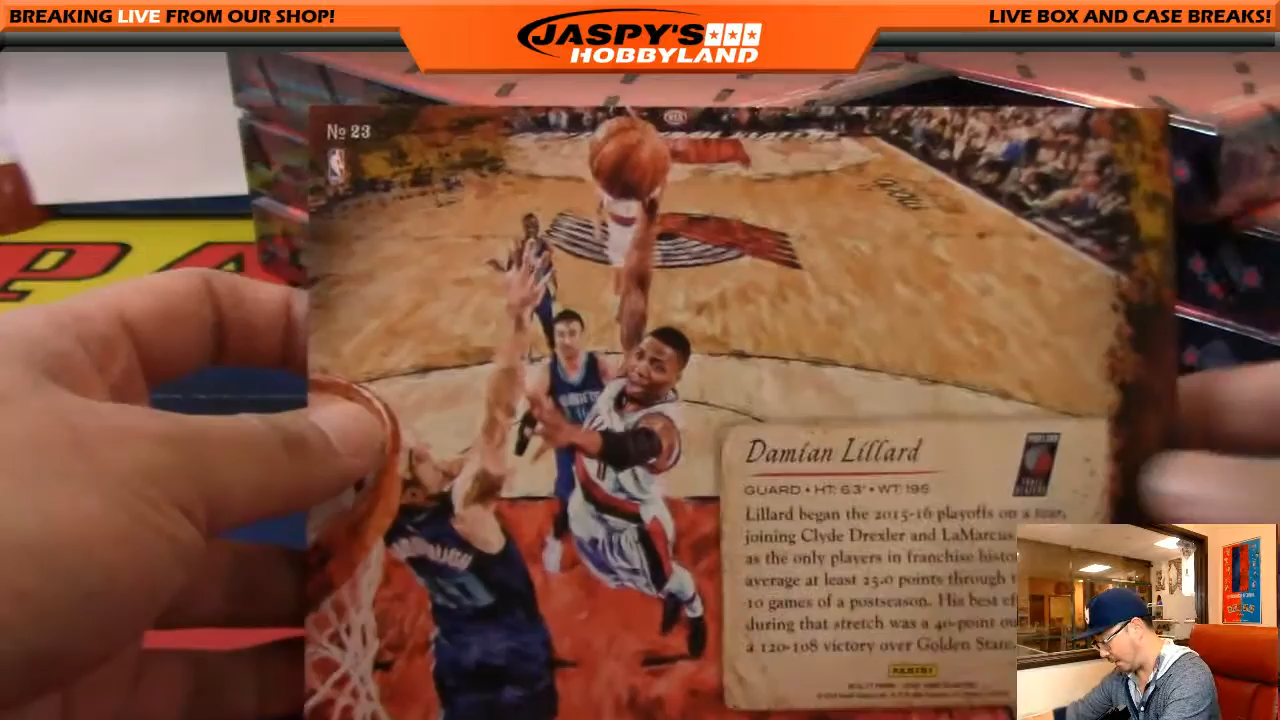 BREAKING LIVE FROM OUR SHOP!
JASPY'S
HOBBYLAND
LIVE BOX AND CASE BREAKS!
No 23
PA
Damian Lillard
GUARD • HT: 6'3" • WT: 195
Lillard began the 2015-16 playoffs on a tear,
joining Clyde Drexler and LaMarcus
as the only players in franchise histo
average at least 25.0 points through
10 games of a postseason. His best ef
during that stretch was a 40-point ou
a 120-108 victory over Golden State
PANINI